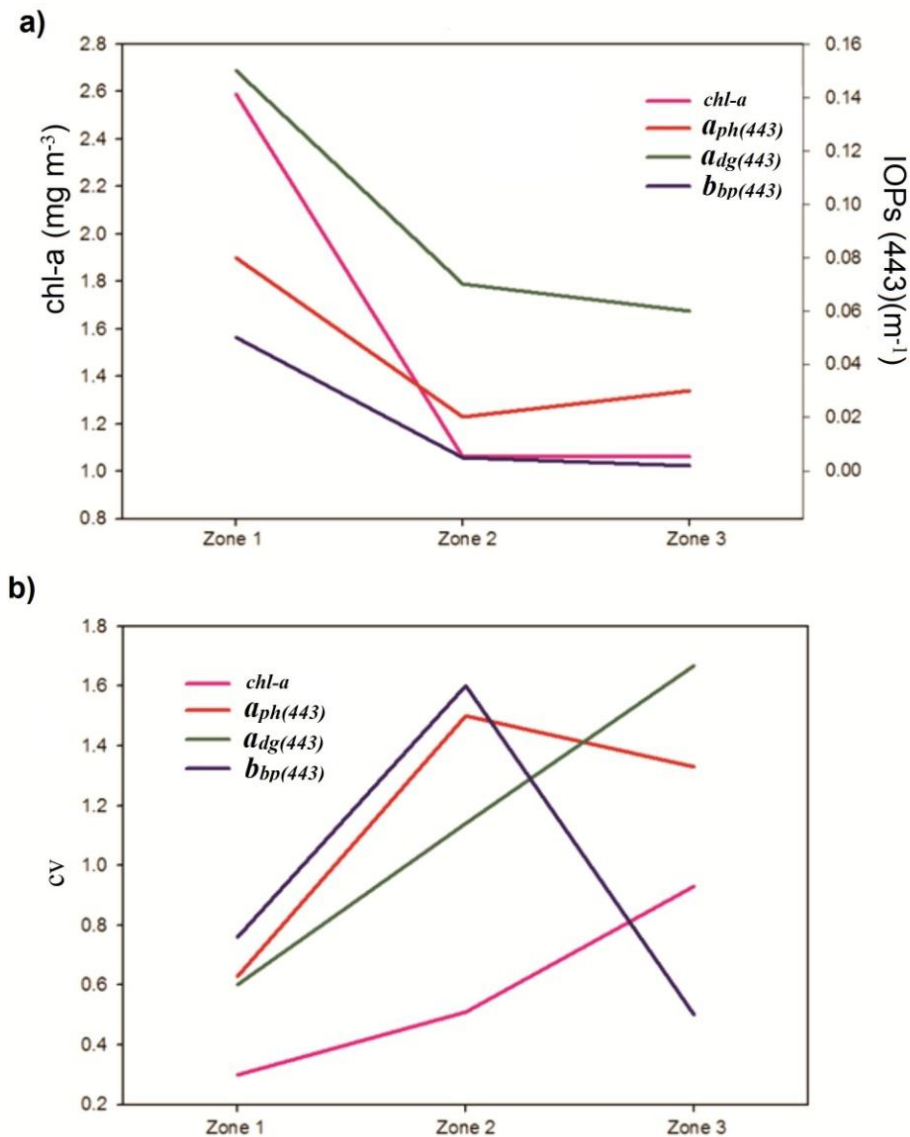 a)
2.8
2.6
2.4
2.2
2.0
1.8
1.6
1.4
1.2
1.0
0.8
chl-a (mg m⁻³)
0.16
0.14
0.12
0.10
0.08
0.06
0.04
0.02
0.00
IOPs (443)(m⁻¹)
chl-a
aph(443)
adg(443)
bbp(443)
Zone 1 Zone 2 Zone 3
b)
1.8
1.6
1.4
1.2
1.0
0.8
0.6
0.4
0.2
cv
chl-a
aph(443)
adg(443)
bbp(443)
Zone 1 Zone 2 Zone 3